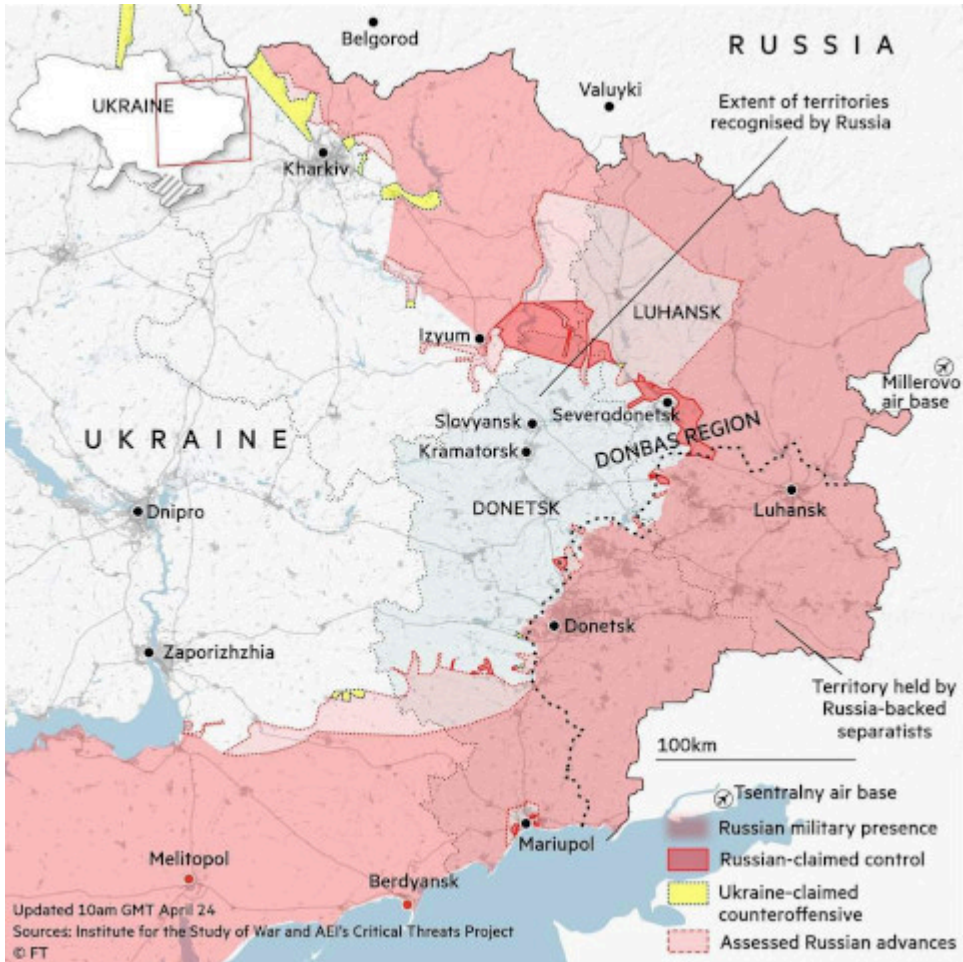 Belgorod
RUSSIA
Valuyki
Extent of territories
recognised by Russia
UKRAINE
Kharkiv
LUHANSK
Izyum
Millerovo
air base
Slovyansk
Severodonetsk
UKRAINE
Kramatorsk
DONBAS REGION
DONETSK
Luhansk
Dnipro
Donetsk
Zaporizhzhia
Territory held by
Russia-backed
separatists
100km
Tsentralny air base
Russian military presence
Mariupol
Russian-claimed control
Melitopol
Berdyansk
Ukraine-claimed
counteroffensive
Assessed Russian advances
Updated 10am GMT April 24
Sources: Institute for the Study of War and AEI's Critical Threats Project
© FT